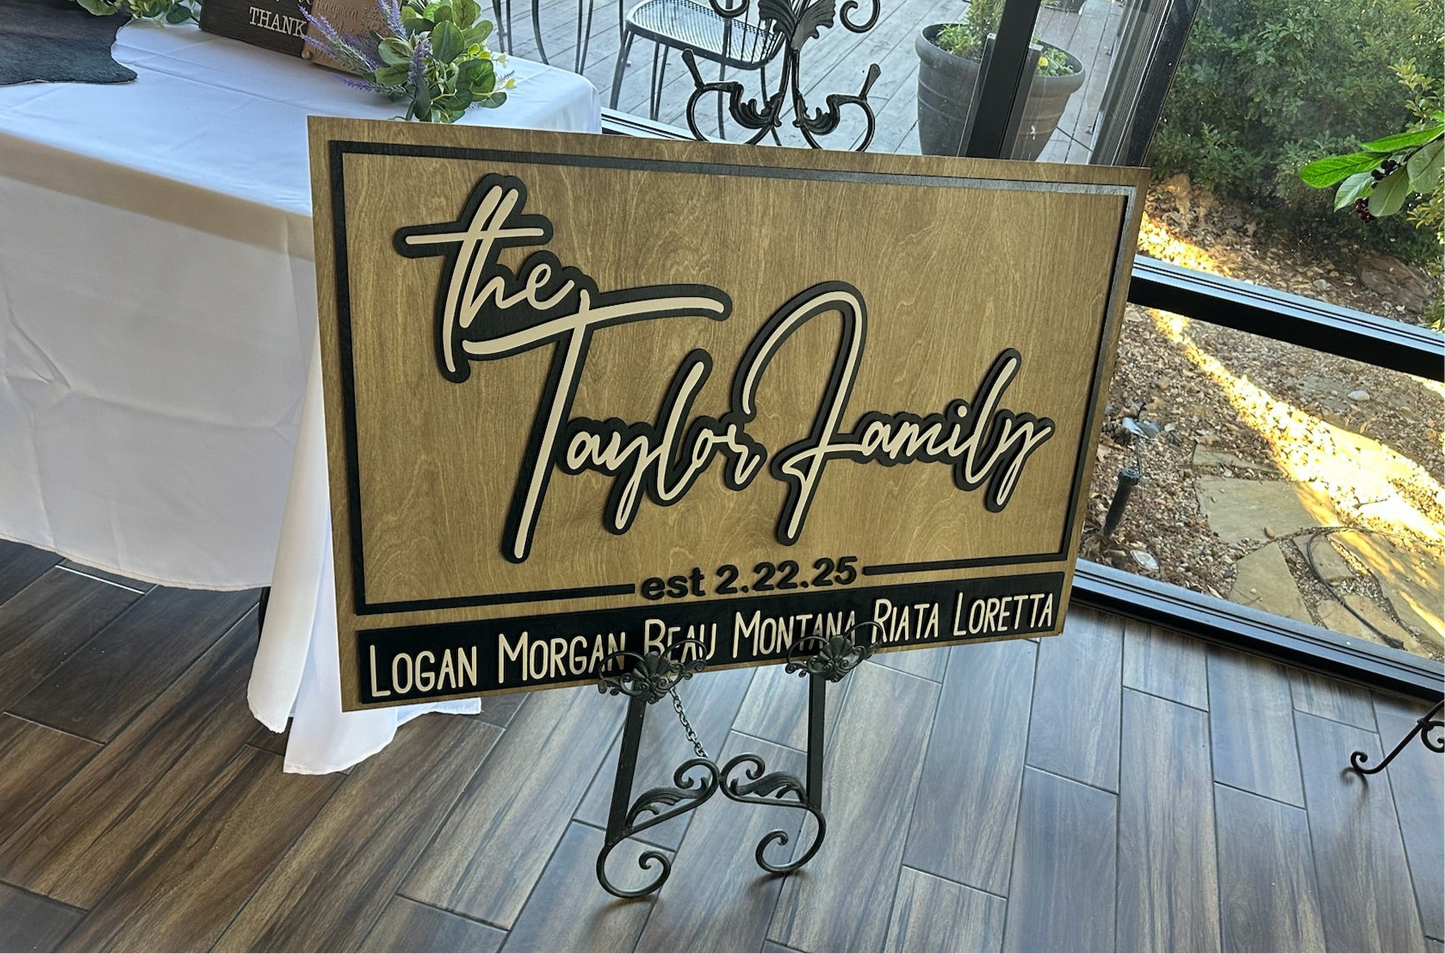 THANK
the
Taylor Family
est 2.22.25
LOGAN MORGAN BEAU MONTANA RIATA LORETTA